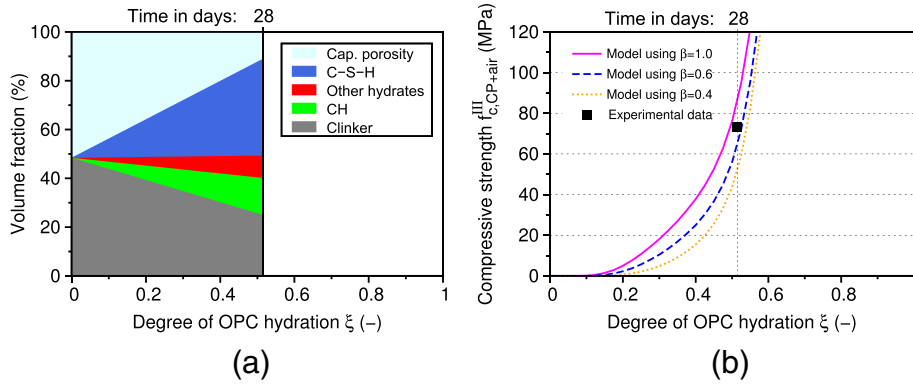 Time in days: 28
100
80
60
40
20
0
Volume fraction (%)
Cap. porosity
C−S−H
Other hydrates
CH
Clinker
0
0.2
0.4
0.6
0.8
1
Degree of OPC hydration ξ (−)
(a)
Time in days: 28
120
100
80
60
40
20
0
Compressive strength f^III_c,CP+air (MPa)
Model using β=1.0
Model using β=0.6
Model using β=0.4
Experimental data
0
0.2
0.4
0.6
0.8
Degree of OPC hydration ξ (−)
(b)